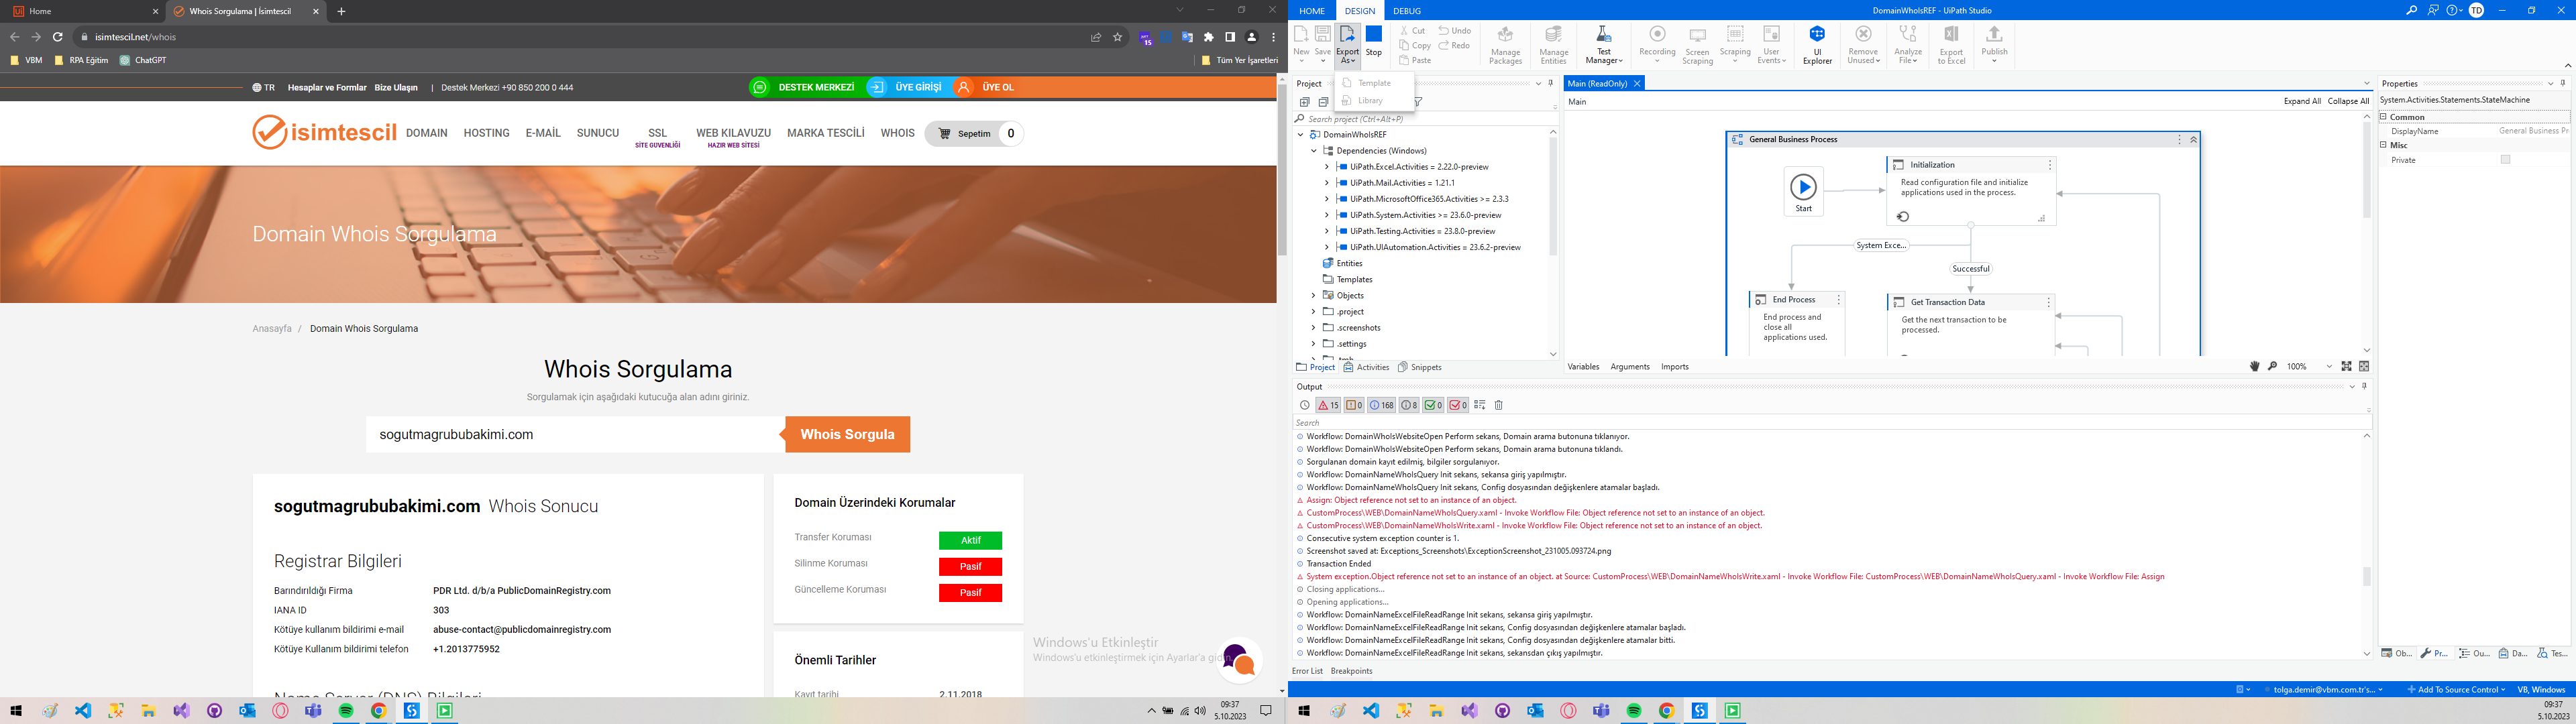 Home
Whois Sorgulama | İsimtescil
isimtescil.net/whois
VBM
RPA Eğitim
ChatGPT
Tüm Yer İşaretleri
TR
Hesaplar ve Formlar
Bize Ulaşın
| Destek Merkezi +90 850 200 0 444
DESTEK MERKEZİ
ÜYE GİRİŞİ
ÜYE OL
isimtescil
DOMAIN
HOSTING
E-MAİL
SUNUCU
SSL
SİTE GUVENLİĞİ
WEB KILAVUZU
HAZIR WEB SİTESİ
MARKA TESCİLİ
WHOIS
Sepetim
0
Domain Whois Sorgulama
Anasayfa / Domain Whois Sorgulama
Whois Sorgulama
Sorgulamak için aşağıdaki kutucuğa alan adını giriniz.
sogutmagrububakimi.com
Whois Sorgula
sogutmagrububakimi.com Whois Sonucu
Registrar Bilgileri
Barındırıldığı Firma PDR Ltd. d/b/a PublicDomainRegistry.com
IANA ID 303
Kötüye kullanım bildirimi e-mail abuse-contact@publicdomainregistry.com
Kötüye Kullanım bildirimi telefon +1.2013775952
Name Server (DNS) Bilgileri
Domain Üzerindeki Korumalar
Transfer Koruması Aktif
Silinme Koruması Pasif
Güncelleme Koruması Pasif
Önemli Tarihler
Kayıt tarihi 2.11.2018
Windows'u Etkinleştir
Windows'u etkinleştirmek için Ayarlar'a gidin.
09:37
5.10.2023
HOME
DESIGN
DEBUG
DomainWhoIsREF - UiPath Studio
TD
New
Save
Export As
Stop
Cut
Copy
Paste
Undo
Redo
Manage Packages
Manage Entities
Test Manager
Recording
Screen Scraping
Scraping
User Events
UI Explorer
Remove Unused
Analyze File
Export to Excel
Publish
Template
Library
Project
Search project (Ctrl+Alt+P)
DomainWhoIsREF
Dependencies (Windows)
UiPath.Excel.Activities = 2.22.0-preview
UiPath.Mail.Activities = 1.21.1
UiPath.MicrosoftOffice365.Activities >= 2.3.3
UiPath.System.Activities >= 23.6.0-preview
UiPath.Testing.Activities = 23.8.0-preview
UiPath.UIAutomation.Activities = 23.6.2-preview
Entities
Templates
Objects
.project
.screenshots
.settings
.tmh
Project
Activities
Snippets
Main (ReadOnly)
Main
Expand All
Collapse All
General Business Process
Start
Initialization
Read configuration file and initialize
applications used in the process.
System Exce...
Successful
End Process
End process and
close all
applications used.
Get Transaction Data
Get the next transaction to be
processed.
Variables
Arguments
Imports
100%
Properties
System.Activities.Statements.StateMachine
Common
DisplayName General Business Pr
Misc
Private
Output
15
0
168
8
0
0
Search
Workflow: DomainWhoIsWebsiteOpen Perform sekans, Domain arama butonuna tıklanıyor.
Workflow: DomainWhoIsWebsiteOpen Perform sekans, Domain arama butonuna tıklandı.
Sorgulanan domain kayıt edilmiş, bilgiler sorgulanıyor.
Workflow: DomainNameWhoIsQuery Init sekans, sekansa giriş yapılmıştır.
Workflow: DomainNameWhoIsQuery Init sekans, Config dosyasından değişkenlere atamalar başladı.
Assign: Object reference not set to an instance of an object.
CustomProcess\WEB\DomainNameWhoIsQuery.xaml - Invoke Workflow File: Object reference not set to an instance of an object.
CustomProcess\WEB\DomainNameWhoIsWrite.xaml - Invoke Workflow File: Object reference not set to an instance of an object.
Consecutive system exception counter is 1.
Screenshot saved at: Exceptions_Screenshots\ExceptionScreenshot_231005.093724.png
Transaction Ended
System exception.Object reference not set to an instance of an object. at Source: CustomProcess\WEB\DomainNameWhoIsWrite.xaml - Invoke Workflow File: CustomProcess\WEB\DomainNameWhoIsQuery.xaml - Invoke Workflow File: Assign
Closing applications...
Opening applications...
Workflow: DomainNameExcelFileReadRange Init sekans, sekansa giriş yapılmıştır.
Workflow: DomainNameExcelFileReadRange Init sekans, Config dosyasından değişkenlere atamalar başladı.
Workflow: DomainNameExcelFileReadRange Init sekans, Config dosyasından değişkenlere atamalar bitti.
Workflow: DomainNameExcelFileReadRange Init sekans, sekansdan çıkış yapılmıştır.
Error List
Breakpoints
Ob...
Pr...
Ou...
Da...
Tes...
tolga.demir@vbm.com.tr's...
Add To Source Control
VB, Windows
09:37
5.10.2023